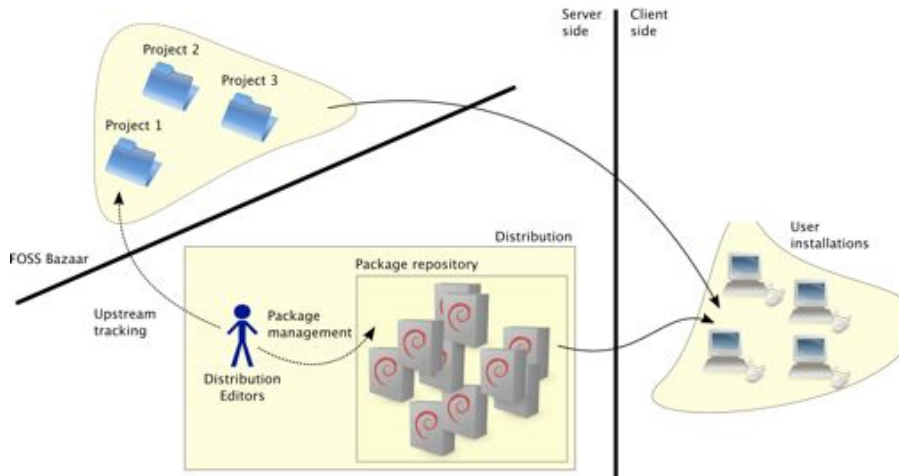 Server
side
Client
side
Project 2
Project 3
Project 1
FOSS Bazaar
Upstream
tracking
Distribution
Package repository
Package
management
Distribution
Editors
User
installations